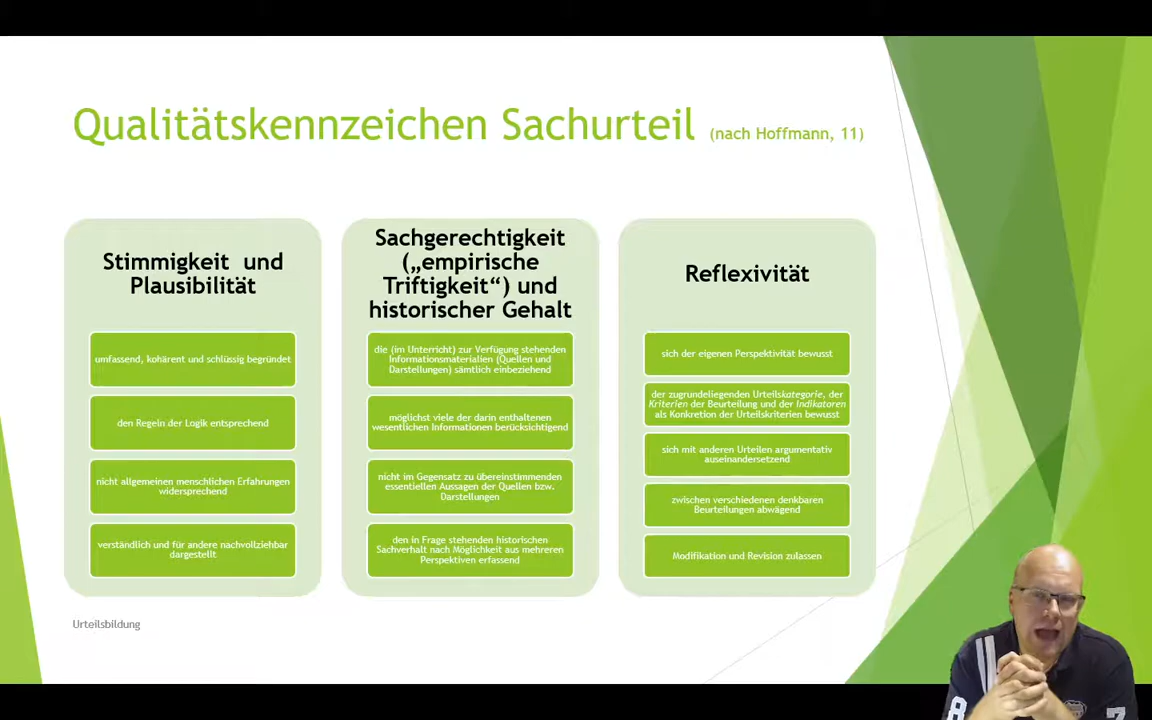 Qualitätskennzeichen Sachurteil (nach Hoffmann, 11)
Stimmigkeit und
Plausibilität
umfassend, kohärent und schlüssig begründet
den Regeln der Logik entsprechend
nicht allgemeinen menschlichen Erfahrungen
widersprechend
verständlich und für andere nachvollziehbar
dargestellt
Sachgerechtigkeit
(„empirische
Triftigkeit“) und
historischer Gehalt
die (im Unterricht) zur Verfügung stehenden
Informationsmaterialien (Quellen und
Darstellungen) sämtlich einbeziehend
möglichst viele der darin enthaltenen
wesentlichen Informationen berücksichtigend
nicht im Gegensatz zu übereinstimmenden
essentiellen Aussagen der Quellen bzw.
Darstellungen
den in Frage stehenden historischen
Sachverhalt nach Möglichkeit aus mehreren
Perspektiven erfassend
Reflexivität
sich der eigenen Perspektivität bewusst
der zugrundeliegenden Urteilskategorie, der
Kriterien der Beurteilung und der Indikatoren
als Konkretion der Urteilskriterien bewusst
sich mit anderen Urteilen argumentativ
auseinandersetzend
zwischen verschiedenen denkbaren
Beurteilungen abwägend
Modifikation und Revision zulassen
Urteilsbildung
8
7